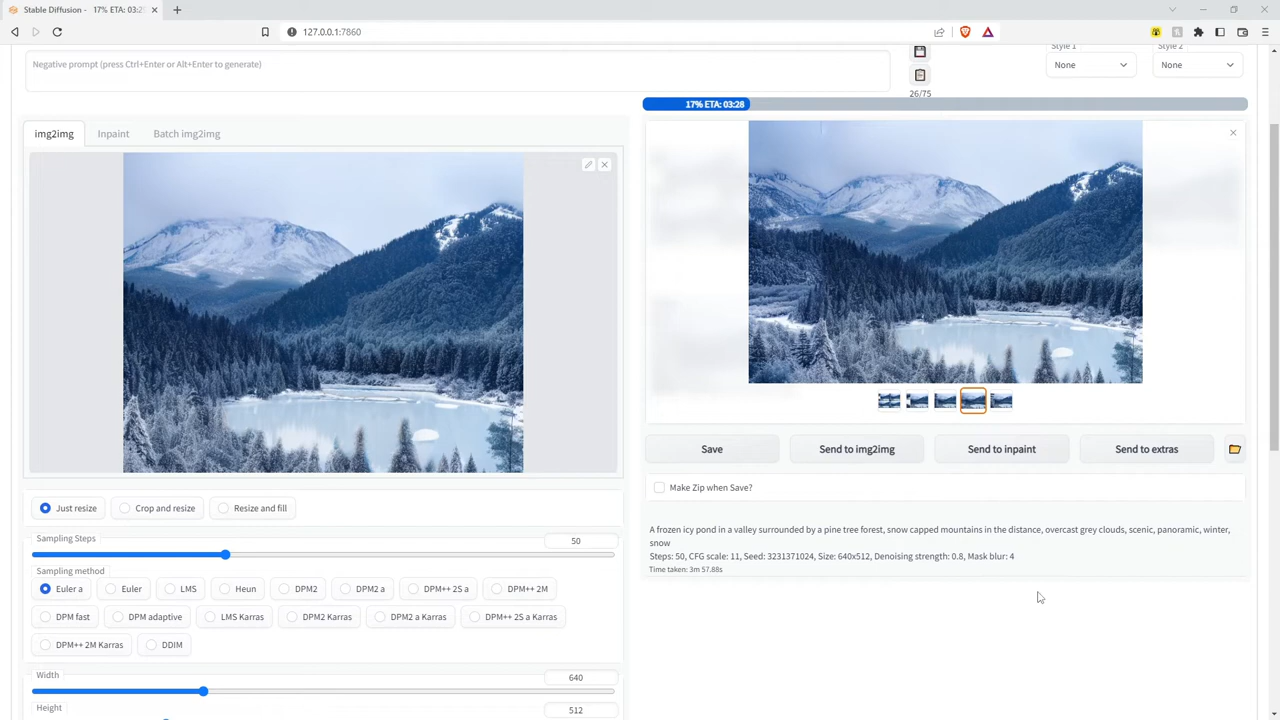 Stable Diffusion - 17% ETA: 03:2
127.0.0.1:7860
Negative prompt (press Ctrl+Enter or Alt+Enter to generate)
Style 1
Style 2
None
None
26/75
17% ETA: 03:28
img2img
Inpaint
Batch img2img
Save
Send to img2img
Send to inpaint
Send to extras
Make Zip when Save?
Just resize
Crop and resize
Resize and fill
A frozen icy pond in a valley surrounded by a pine tree forest, snow capped mountains in the distance, overcast grey clouds, scenic, panoramic, winter,
snow
Steps: 50, CFG scale: 11, Seed: 3231371024, Size: 640x512, Denoising strength: 0.8, Mask blur: 4
Time taken: 3m 57.88s
Sampling Steps
50
Sampling method
Euler a
Euler
LMS
Heun
DPM2
DPM2 a
DPM++ 2S a
DPM++ 2M
DPM fast
DPM adaptive
LMS Karras
DPM2 Karras
DPM2 a Karras
DPM++ 2S a Karras
DPM++ 2M Karras
DDIM
Width
640
Height
512